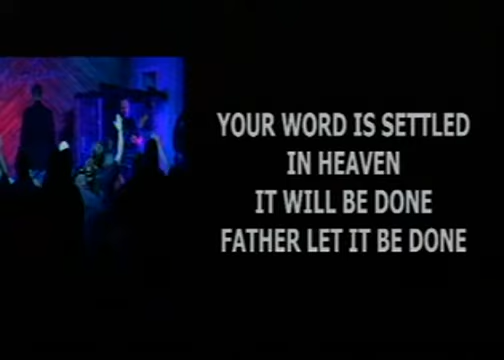 YOUR WORD IS SETTLED
IN HEAVEN
IT WILL BE DONE
FATHER LET IT BE DONE